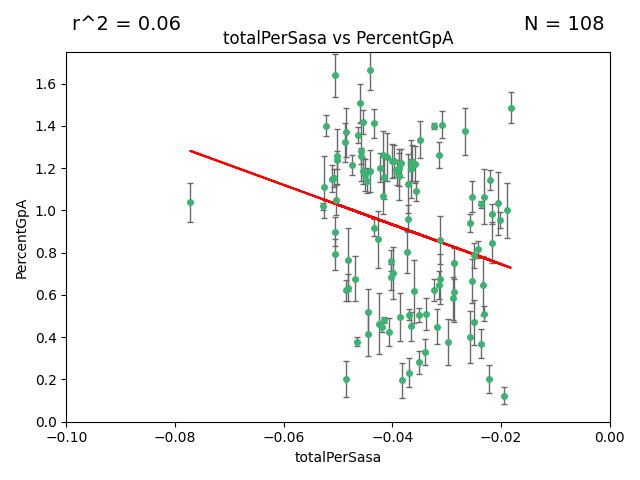 r^2 = 0.06
N = 108
totalPerSasa vs PercentGpA
PercentGpA
1.6
1.4
1.2
1.0
0.8
0.6
0.4
0.2
0.0
−0.10 −0.08 −0.06 −0.04 −0.02 0.00
totalPerSasa